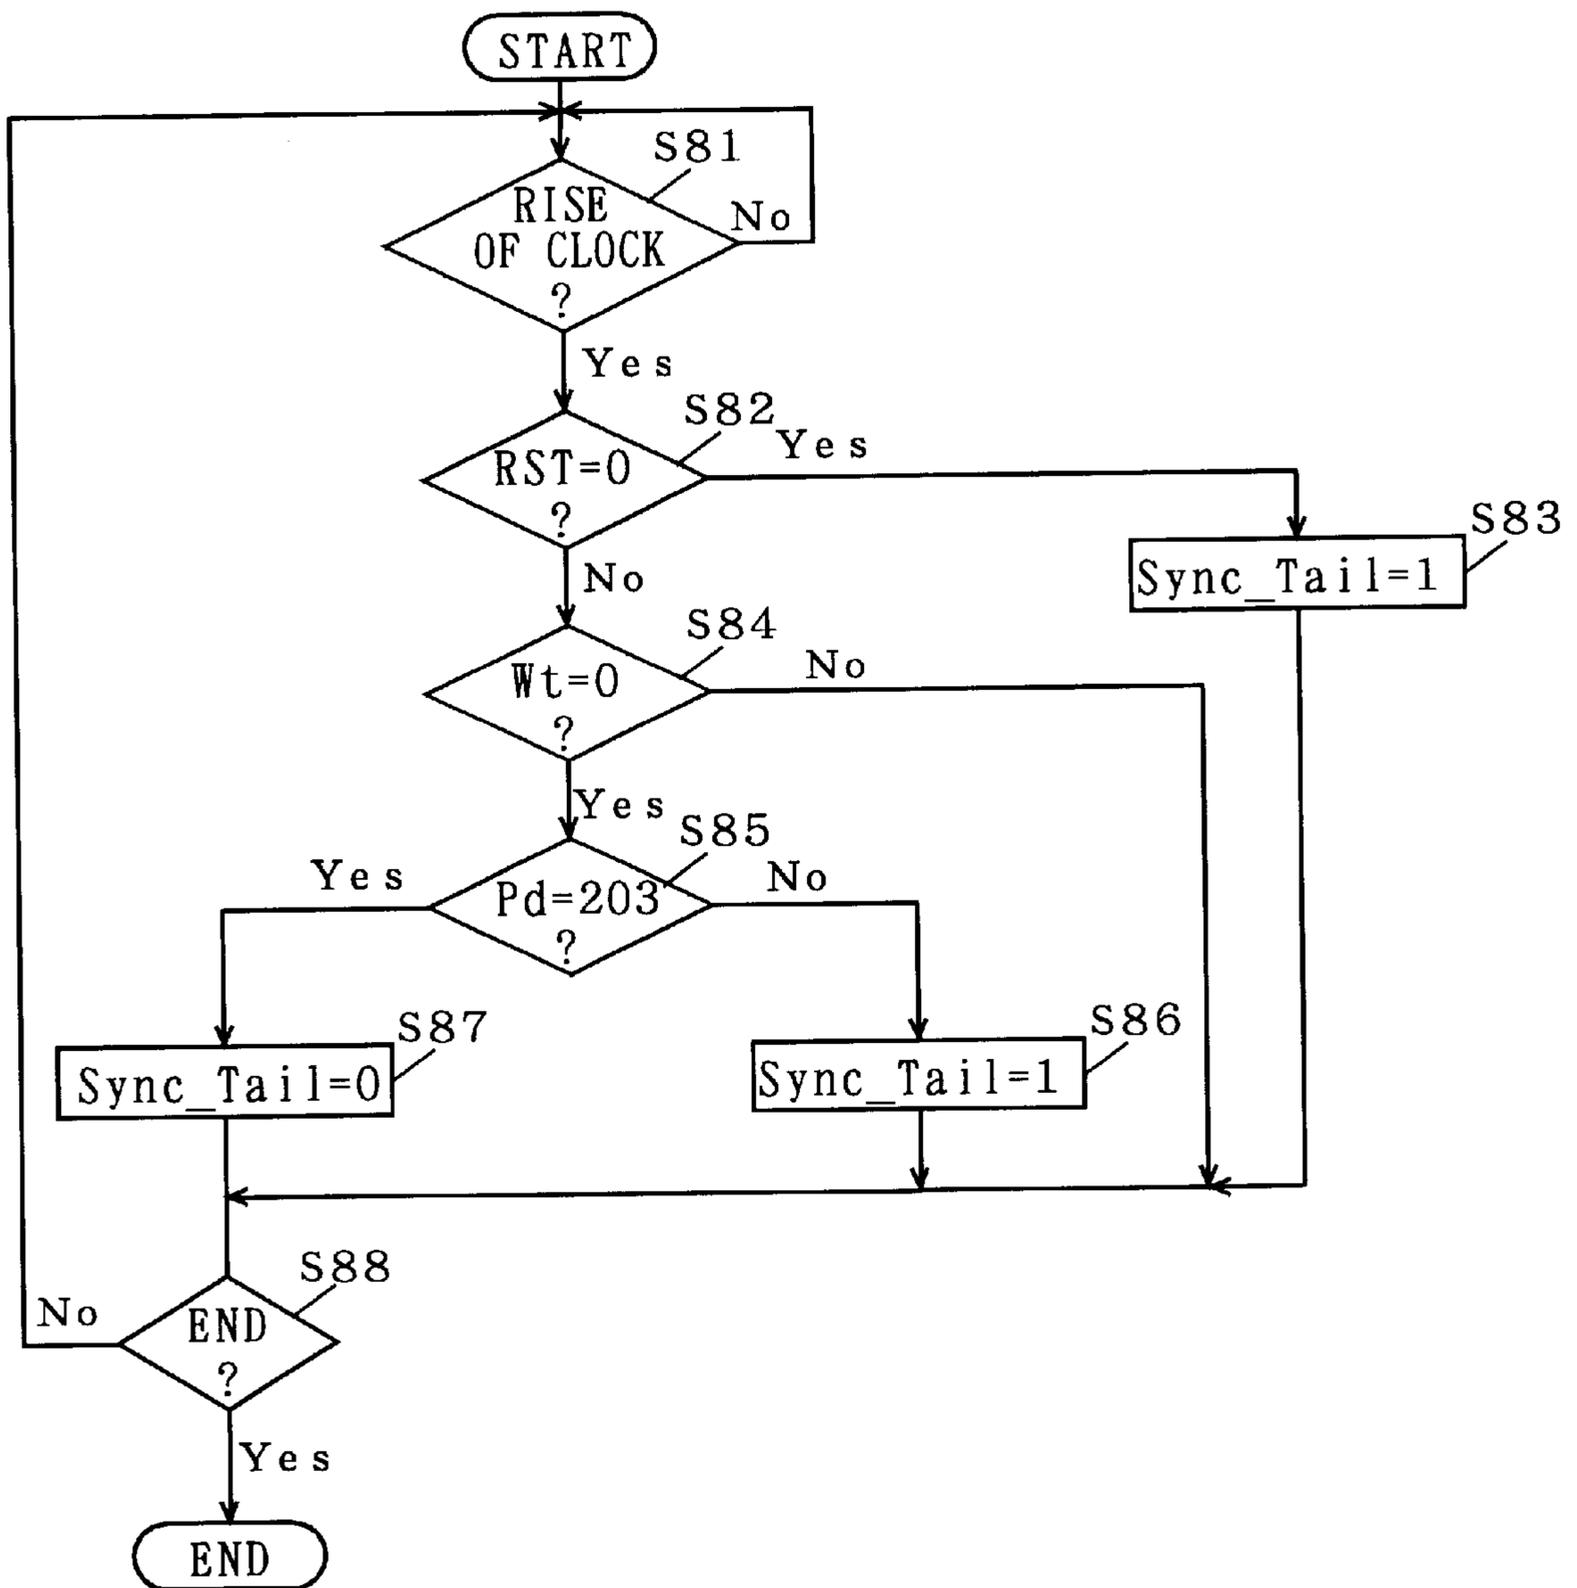 START
S81
RISE
OF CLOCK
?
No
Yes
S82
RST=0
?
Yes
S83
Sync_Tail=1
No
S84
Wt=0
?
No
Yes
S85
Pd=203
?
Yes
No
S87
Sync_Tail=0
S86
Sync_Tail=1
S88
END
?
No
Yes
END